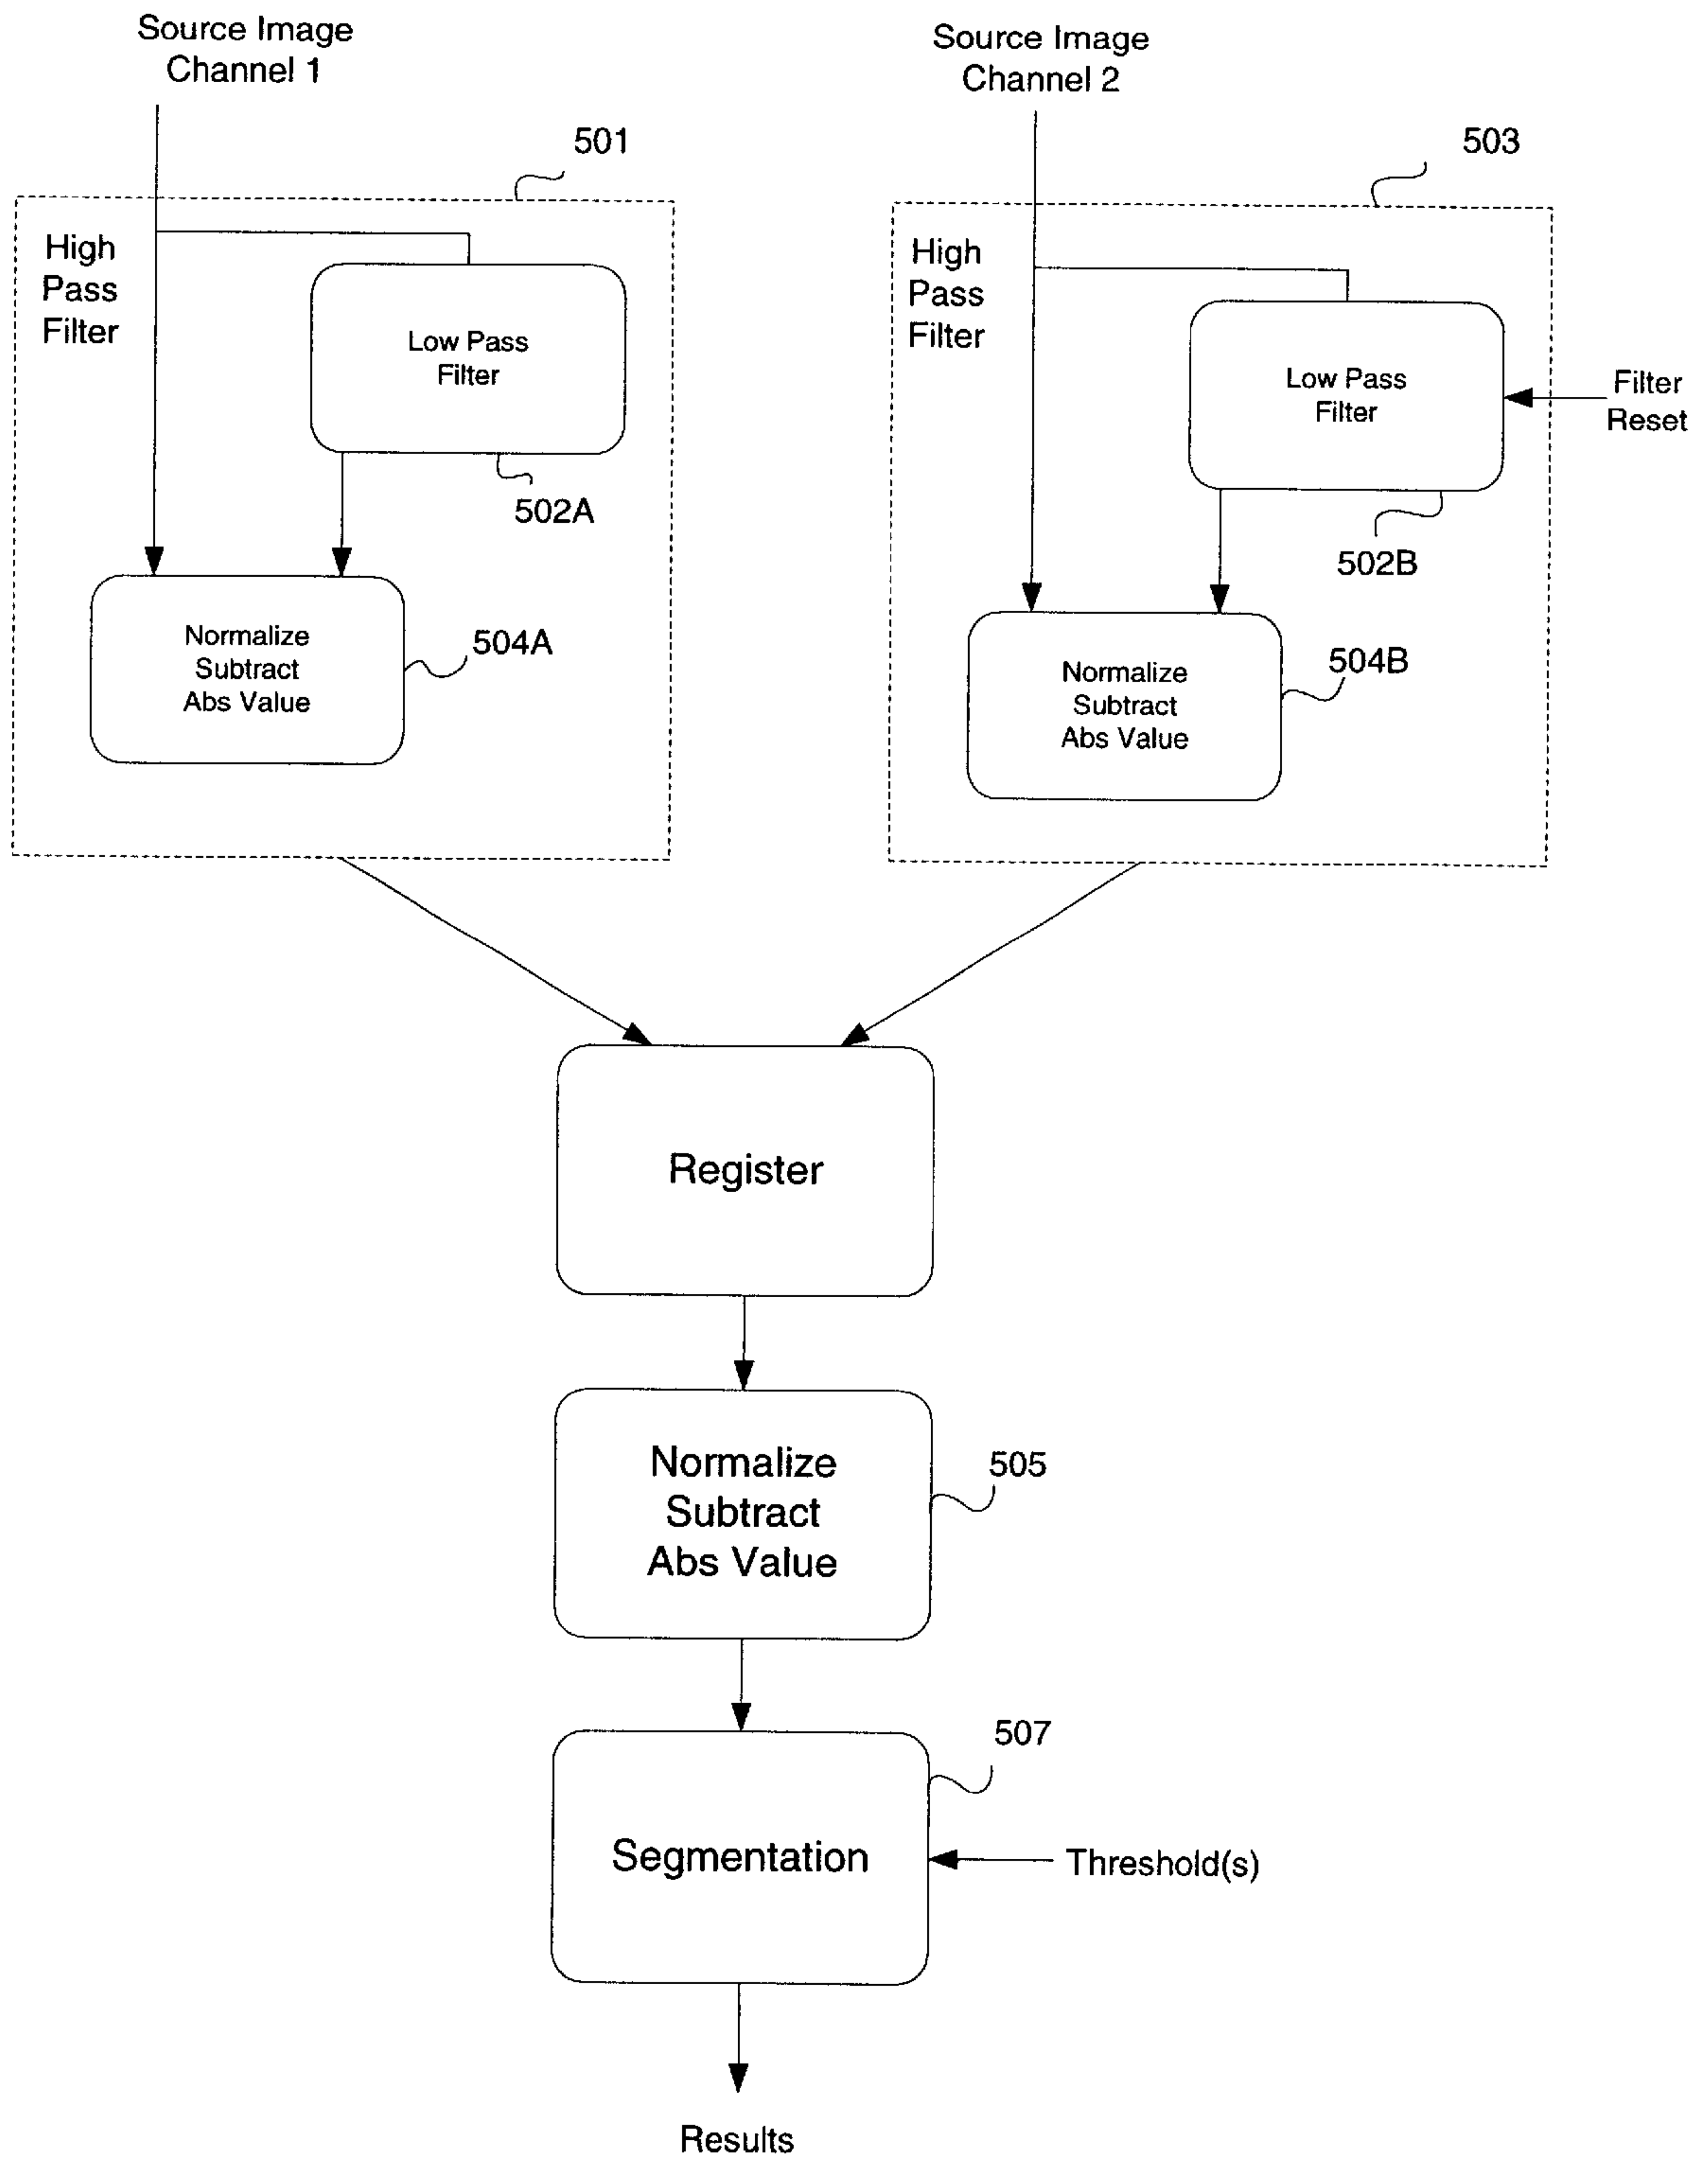 Source Image
Channel 1
501
High
Pass
Filter
Low Pass
Filter
502A
Normalize
Subtract
Abs Value
504A
Source Image
Channel 2
503
High
Pass
Filter
Low Pass
Filter
Filter
Reset
502B
Normalize
Subtract
Abs Value
504B
Register
Normalize
Subtract
Abs Value
505
507
Segmentation
Threshold(s)
Results